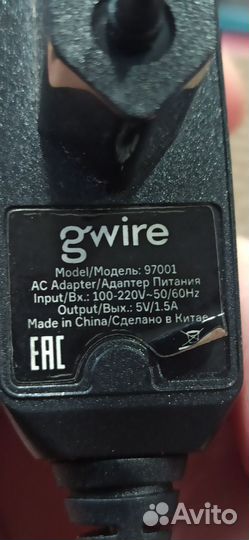 gwire
Model/Модель: 97001
AC Adapter/Адаптер Питания
Input/Вх.: 100-220V~50/60Hz
Output/Вых.: 5V/1.5A
Made in China/Сделано в Китае
EAC
Avito